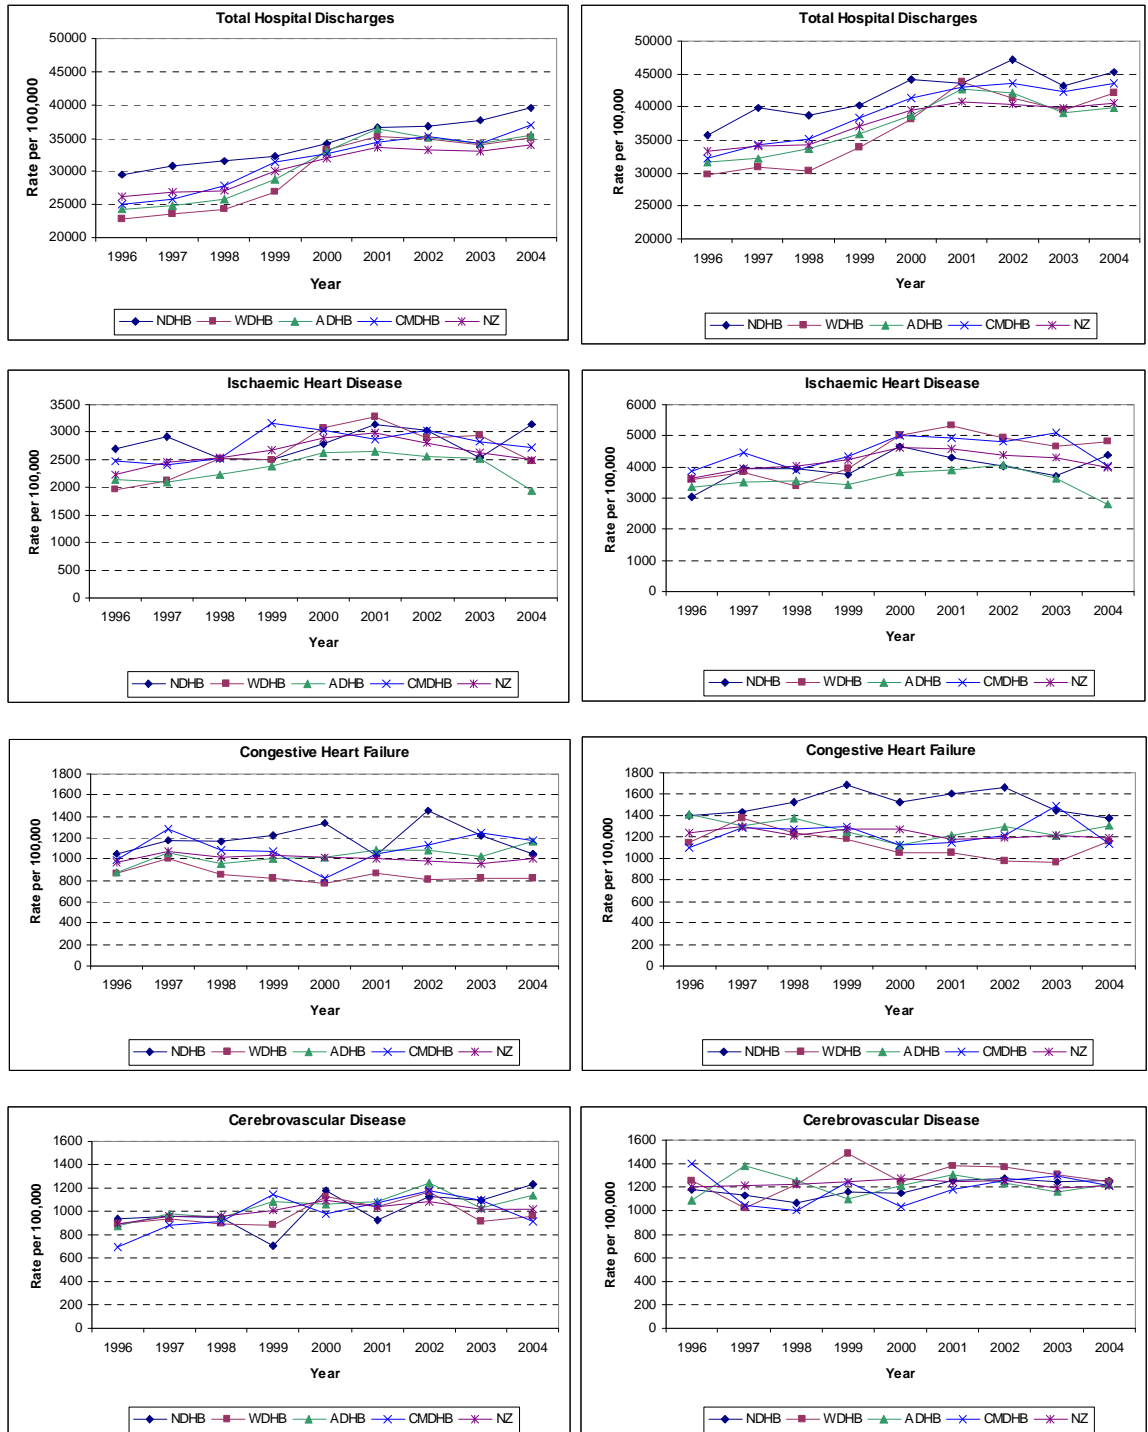 Total Hospital Discharges
50000
45000
40000
35000
30000
25000
20000
Rate per 100,000
1996 1997 1998 1999 2000 2001 2002 2003 2004
Year
NDHB WDHB ADHB CMDHB NZ
Total Hospital Discharges
50000
45000
40000
35000
30000
25000
20000
Rate per 100,000
1996 1997 1998 1999 2000 2001 2002 2003 2004
Year
NDHB WDHB ADHB CMDHB NZ
Ischaemic Heart Disease
3500
3000
2500
2000
1500
1000
500
0
Rate per 100,000
1996 1997 1998 1999 2000 2001 2002 2003 2004
Year
NDHB WDHB ADHB CMDHB NZ
Ischaemic Heart Disease
6000
5000
4000
3000
2000
1000
0
Rate per 100,000
1996 1997 1998 1999 2000 2001 2002 2003 2004
Year
NDHB WDHB ADHB CMDHB NZ
Congestive Heart Failure
1800
1600
1400
1200
1000
800
600
400
200
0
Rate per 100,000
1996 1997 1998 1999 2000 2001 2002 2003 2004
Year
NDHB WDHB ADHB CMDHB NZ
Congestive Heart Failure
1800
1600
1400
1200
1000
800
600
400
200
0
Rate per 100,000
1996 1997 1998 1999 2000 2001 2002 2003 2004
Year
NDHB WDHB ADHB CMDHB NZ
Cerebrovascular Disease
1600
1400
1200
1000
800
600
400
200
0
Rate per 100,000
1996 1997 1998 1999 2000 2001 2002 2003 2004
Year
NDHB WDHB ADHB CMDHB NZ
Cerebrovascular Disease
1600
1400
1200
1000
800
600
400
200
0
Rate per 100,000
1996 1997 1998 1999 2000 2001 2002 2003 2004
Year
NDHB WDHB ADHB CMDHB NZ